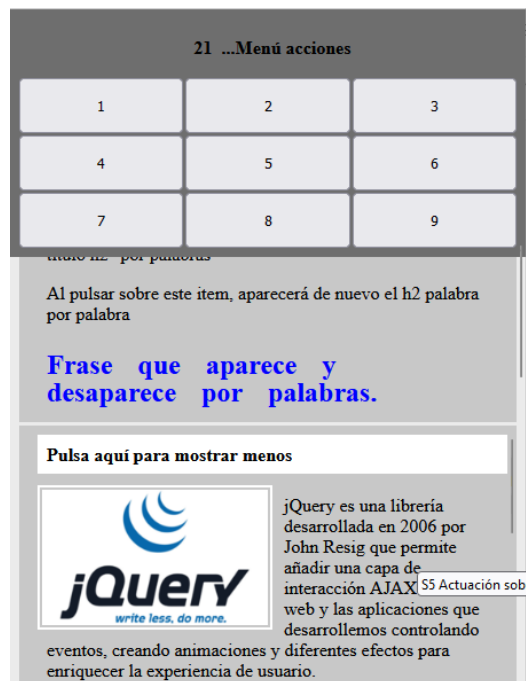 21 ...Menú acciones
1 2 3
4 5 6
7 8 9
título h2 por palabras
Al pulsar sobre este item, aparecerá de nuevo el h2 palabra
por palabra
Frase que aparece y
desaparece por palabras.
Pulsa aquí para mostrar menos
jQuery
write less, do more.
jQuery es una librería
desarrollada en 2006 por
John Resig que permite
añadir una capa de
interacción AJAX
S5 Actuación sob
web y las aplicaciones que
desarrollemos controlando
eventos, creando animaciones y diferentes efectos para
enriquecer la experiencia de usuario.